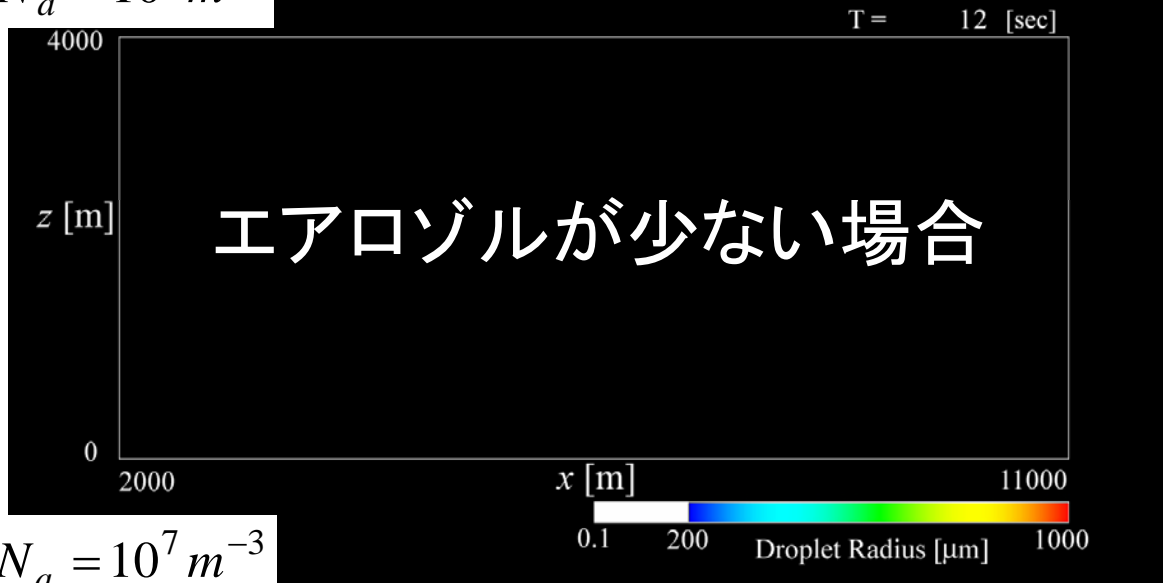 T = 12 [sec]
4000
z [m]
エアロゾルが少ない場合
0
2000 x [m] 11000
0.1 200 Droplet Radius [μm] 1000
N_a = 10^7 m^{-3}